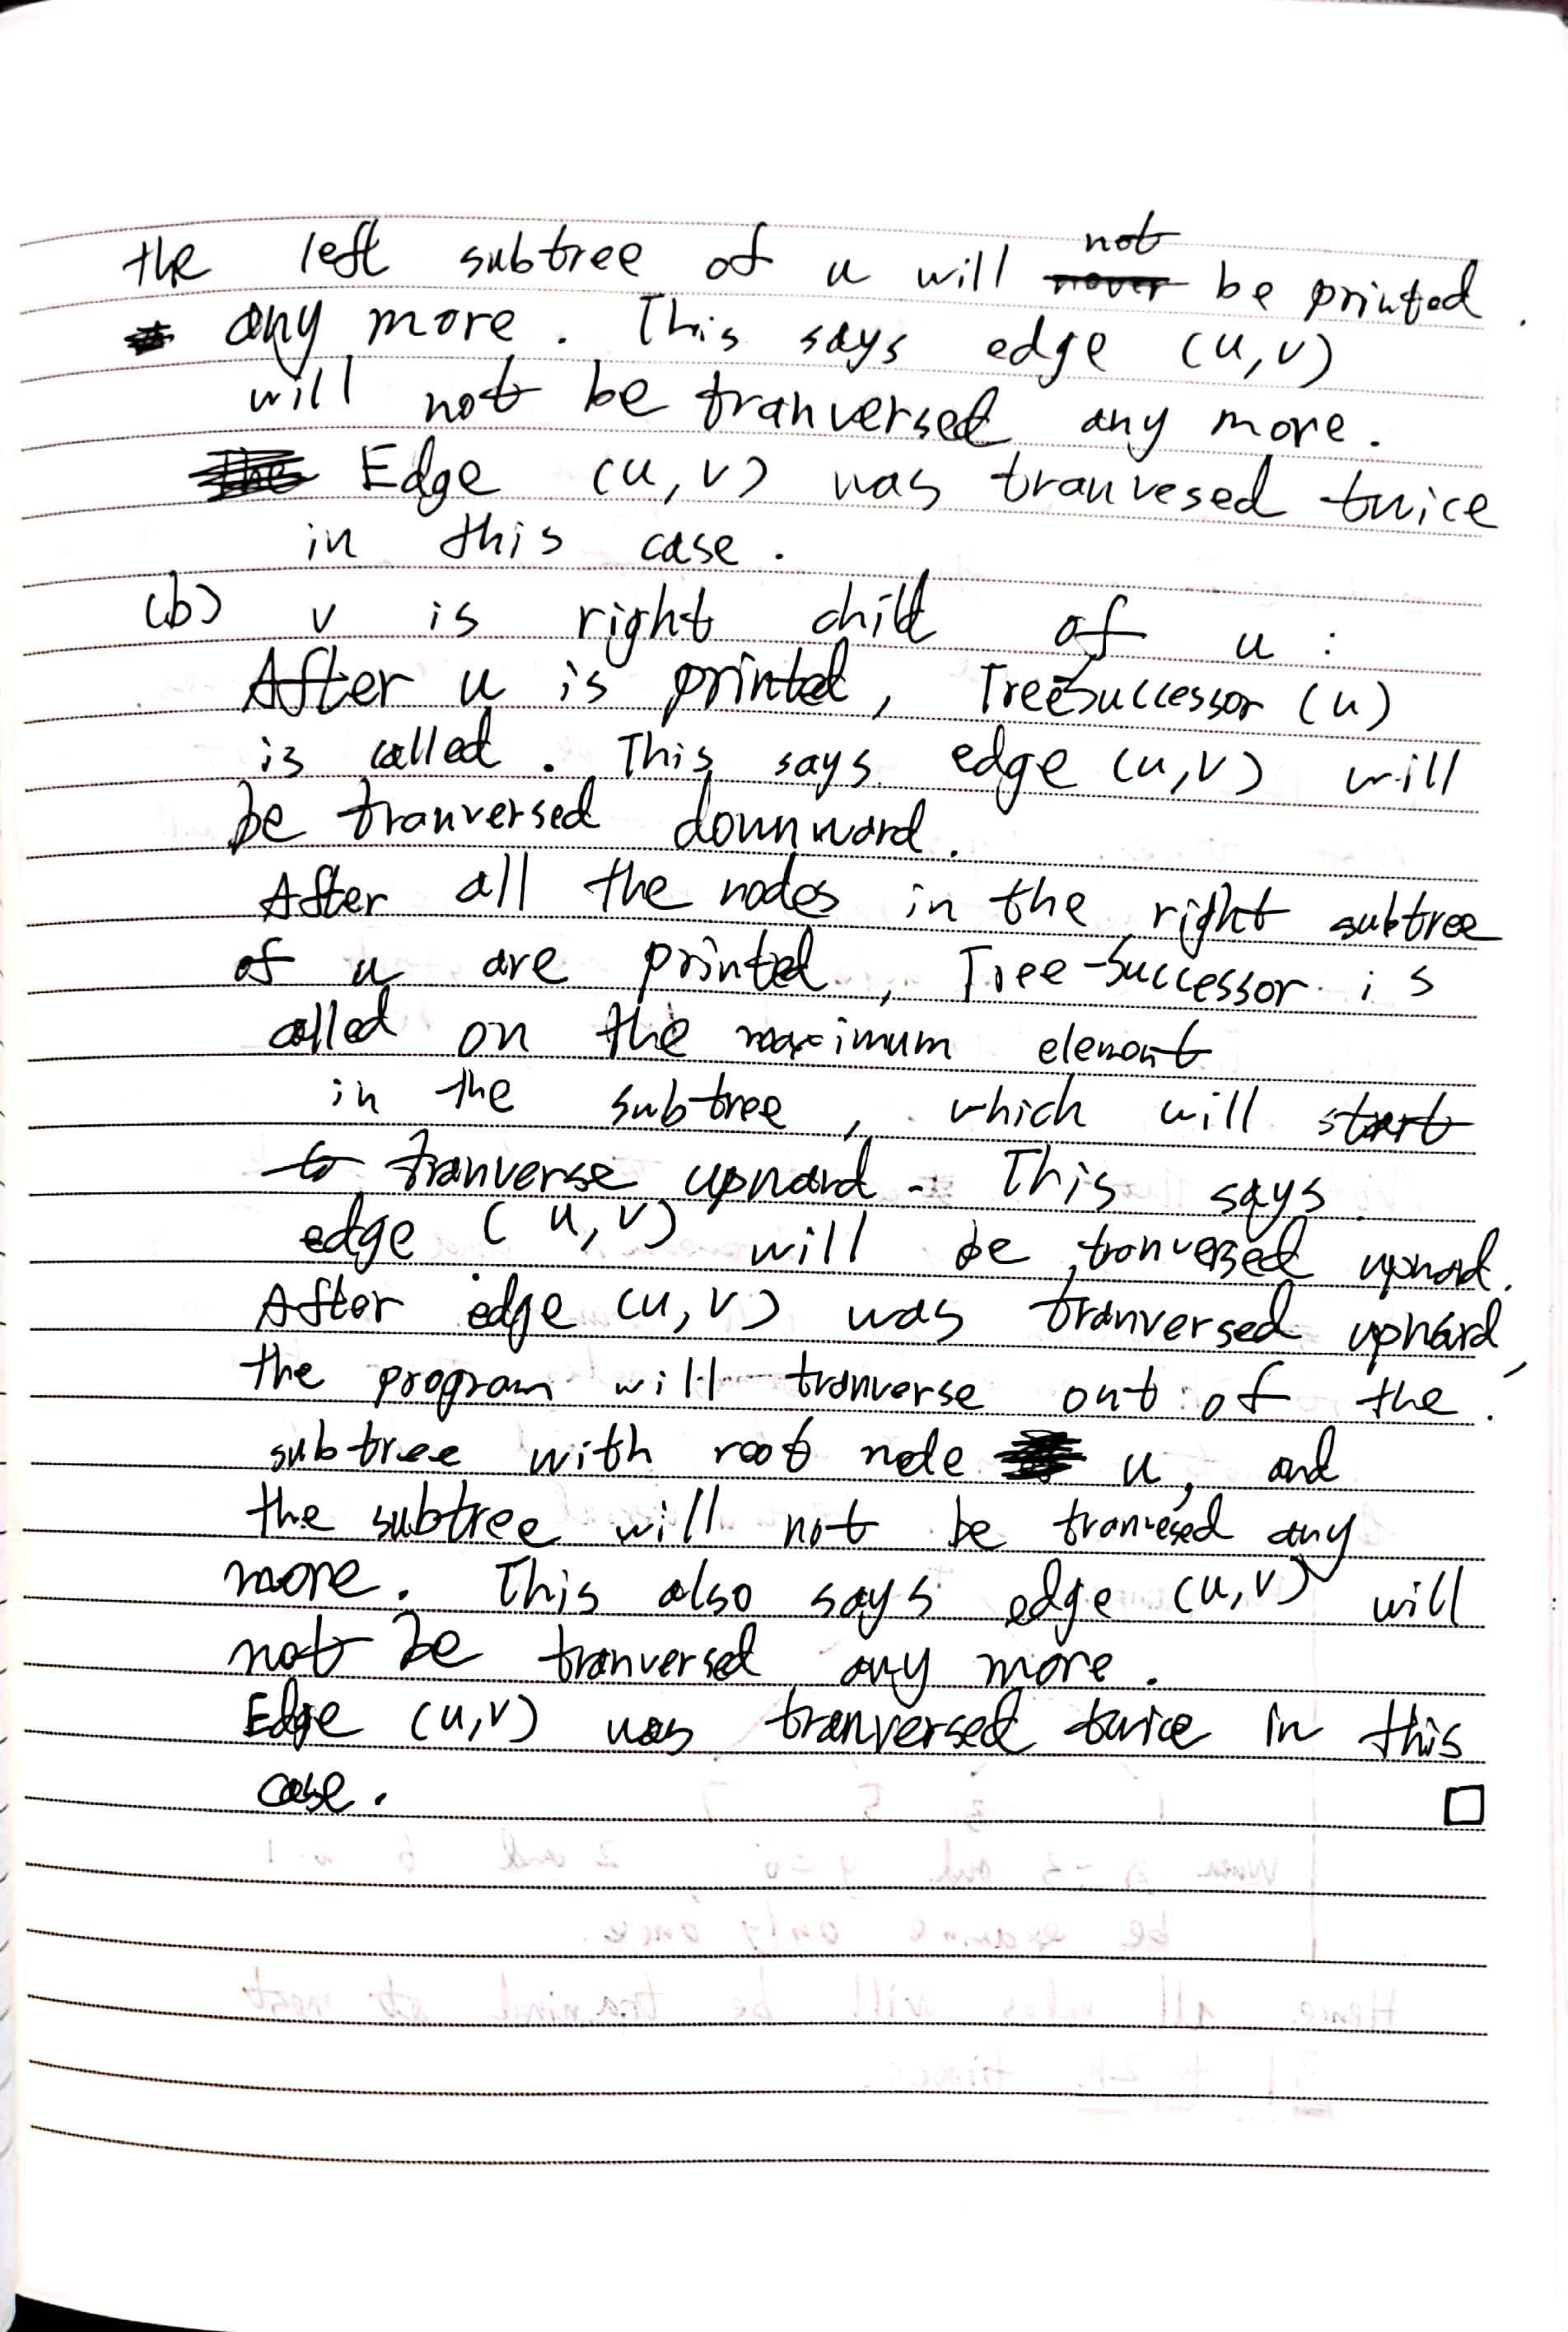 the left subtree of u will not be printed.
any more. This says edge (u,v)
will not be tranversed any more.
Edge (u,v) was tranvesed twice
in this case.
(b) v is right child of u:
After u is printed, TreeSuccessor (u)
is called. This says edge (u,v) will
be tranversed downward.
After all the nodes in the right subtree
of u are printed, Tree-Successor is
called on the maximum element
in the subtree, which will start
to tranverse upward. This says
edge (u,v) will be tranversed upward.
After edge (u,v) was tranversed upward,
the program will tranverse out of the
subtree with root node u, and
the subtree will not be tranvesed any
more. This also says edge (u,v) will
not be tranversed any more.
Edge (u,v) was tranversed twice in this
case. □